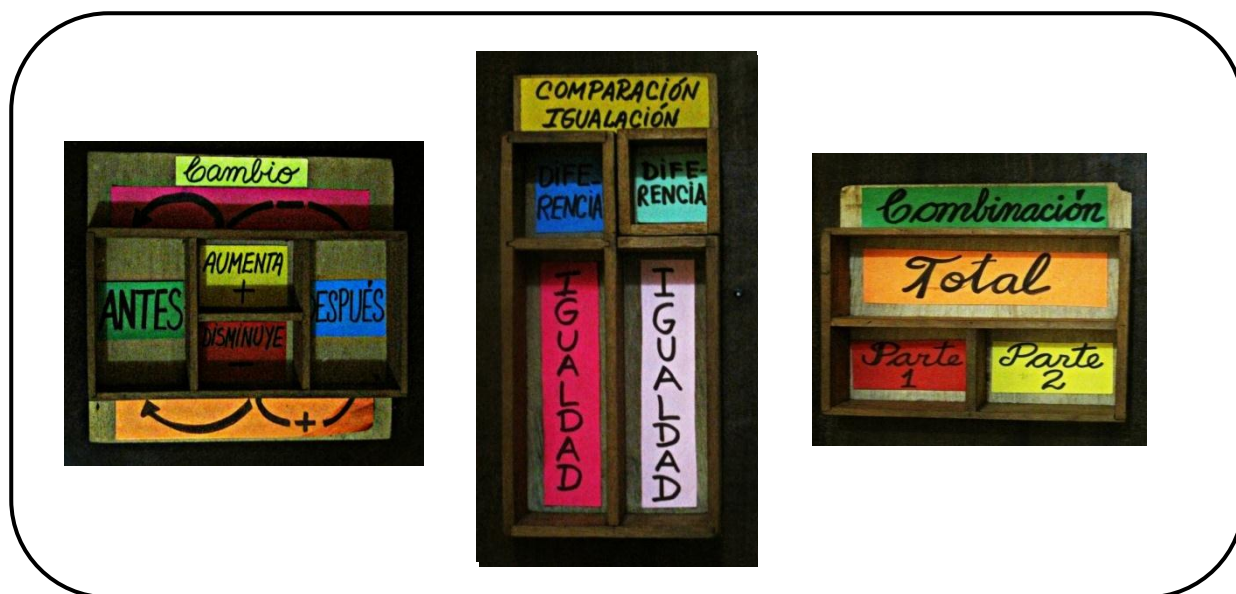 Cambio
ANTES
AUMENTA
+
DISMINUYE
-
ESPUÉS
+
COMPARACIÓN
IGUALACIÓN
DIFE-
RENCIA
DIFE-
RENCIA
IGUALDAD
IGUALDAD
Combinación
Total
Parte
1
Parte
2